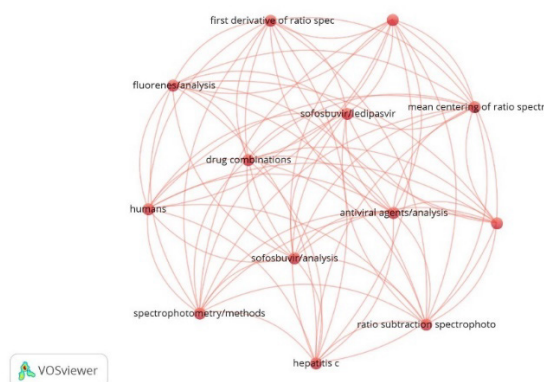 first derivative of ratio spec
fluorenes/analysis
mean centering of ratio spectr
sofosbuvir/ledipasvir
drug combinations
humans
antiviral agents/analysis
sofosbuvir/analysis
spectrophotometry/methods
ratio subtraction spectrophoto
hepatitis c
VOSviewer